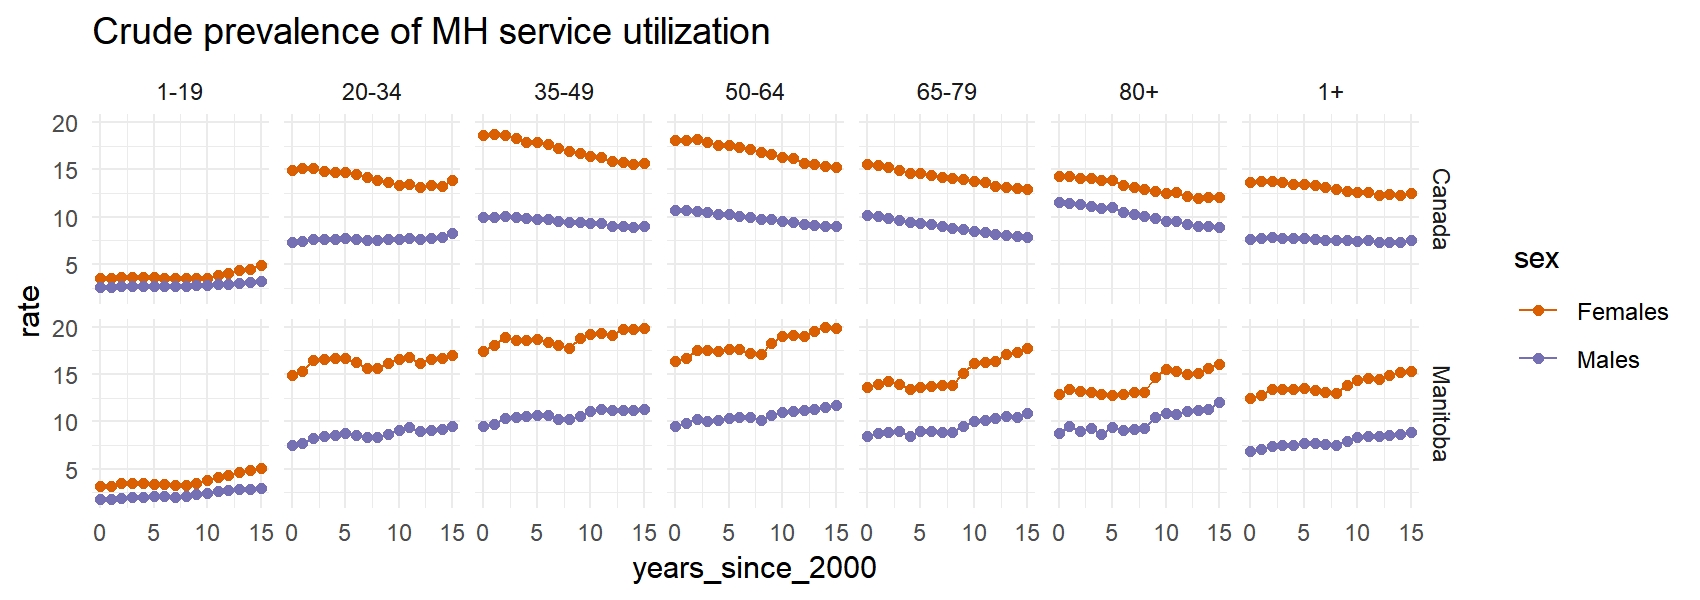 Crude prevalence of MH service utilization
1-19 20-34 35-49 50-64 65-79 80+ 1+
20
15
10
5
Canada
20
15
10
5
Manitoba
rate
0 5 10 15 0 5 10 15 0 5 10 15 0 5 10 15 0 5 10 15 0 5 10 15 0 5 10 15
years_since_2000
sex
Females
Males